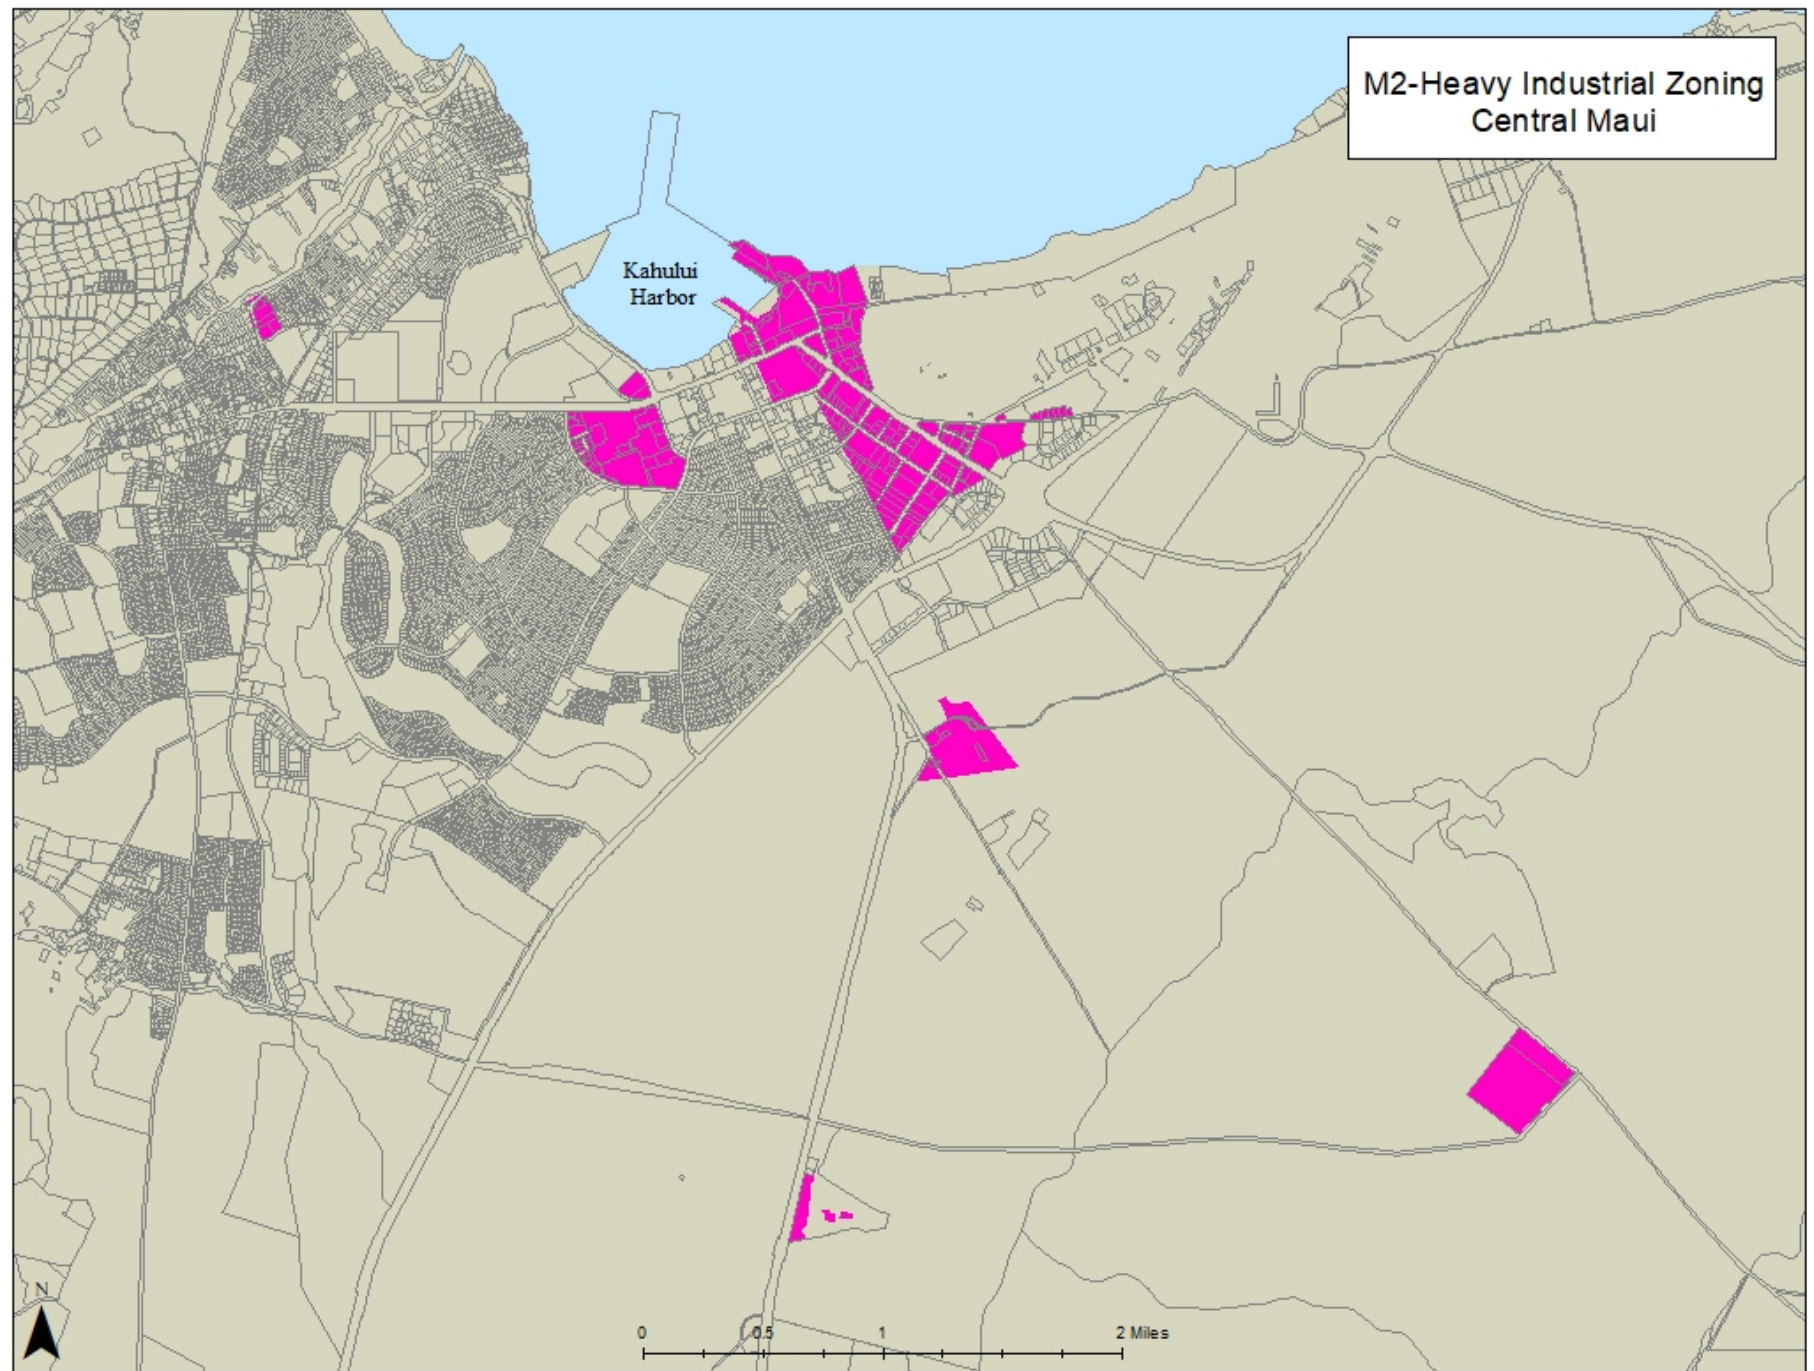 M2-Heavy Industrial Zoning
Central Maui
Kahului
Harbor
N
0 0.5 1 2 Miles